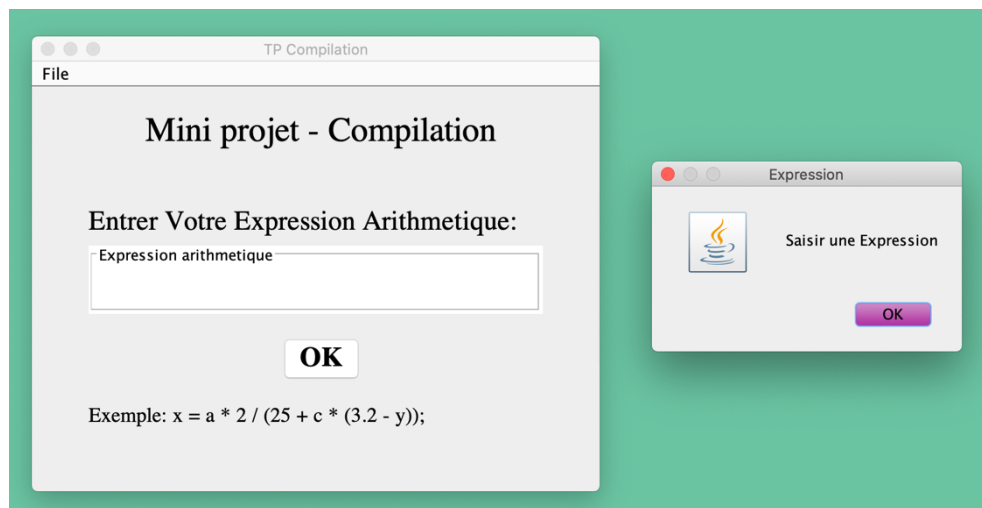 TP Compilation
File
Mini projet - Compilation
Entrer Votre Expression Arithmetique:
Expression arithmetique
OK
Exemple: x = a * 2 / (25 + c * (3.2 - y));
Expression
Saisir une Expression
OK